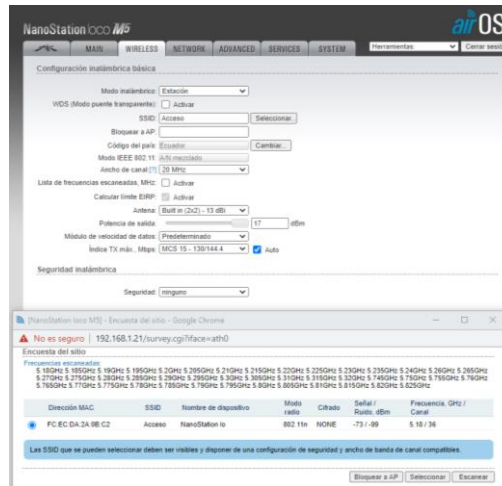 NanoStation loco M5
airOS
MAIN WIRELESS NETWORK ADVANCED SERVICES SYSTEM Herramientas Cerrar sesi
Configuración inalámbrica básica
Modo inalámbrico: Estación
WDS (Modo puente transparente): Activar
SSID: Acceso Seleccionar...
Bloquear a AP:
Código del país: Ecuador Cambiar...
Modo IEEE 802.11: A/N mezclado
Ancho de canal:[?] 20 MHz
Lista de frecuencias escaneadas, MHz: Activar
Calcular límite EIRP: Activar
Antena: Built in (2x2) - 13 dBi
Potencia de salida: 17 dBm
Módulo de velocidad de datos: Predeterminado
Índice TX máx., Mbps: MCS 15 - 130/144.4 Auto
Seguridad inalámbrica
Seguridad: ninguno
[NanoStation loco M5] - Encuesta del sitio - Google Chrome
No es seguro | 192.168.1.21/survey.cgi?iface=ath0
Encuesta del sitio
Frecuencias escaneadas:
Dirección MAC SSID Nombre de dispositivo Modo radio Cifrado Señal / Ruido, dBm Frecuencia, GHz / Canal
FC:EC:DA:2A:0E:C2 Acceso NanoStation lo 802.11n NONE -73 / -99 5.18 / 36
Las SSID que se pueden seleccionar deben ser visibles y disponer de una configuración de seguridad y ancho de banda de canal compatibles.
Bloquear a AP Seleccionar Escanear